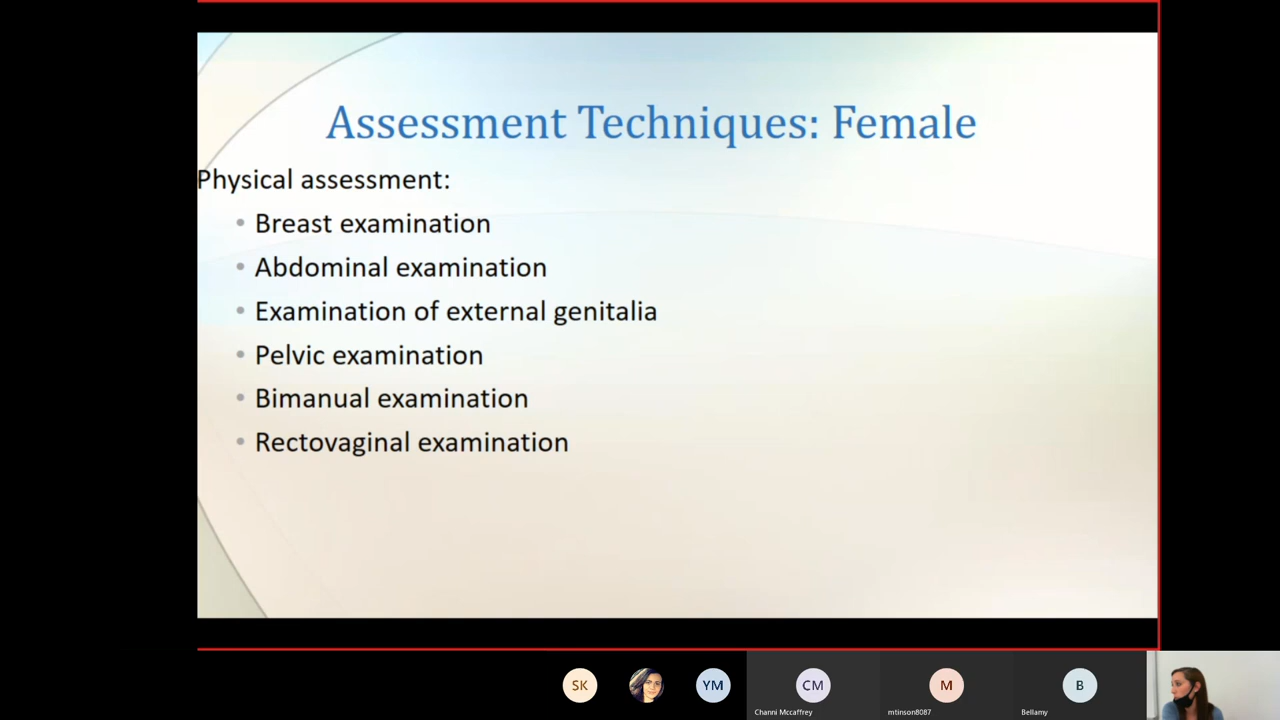 Assessment Techniques: Female
Physical assessment:
• Breast examination
• Abdominal examination
• Examination of external genitalia
• Pelvic examination
• Bimanual examination
• Rectovaginal examination
SK
YM
CM
M
B
Channi Mccaffrey
mtinson8087
Bellamy